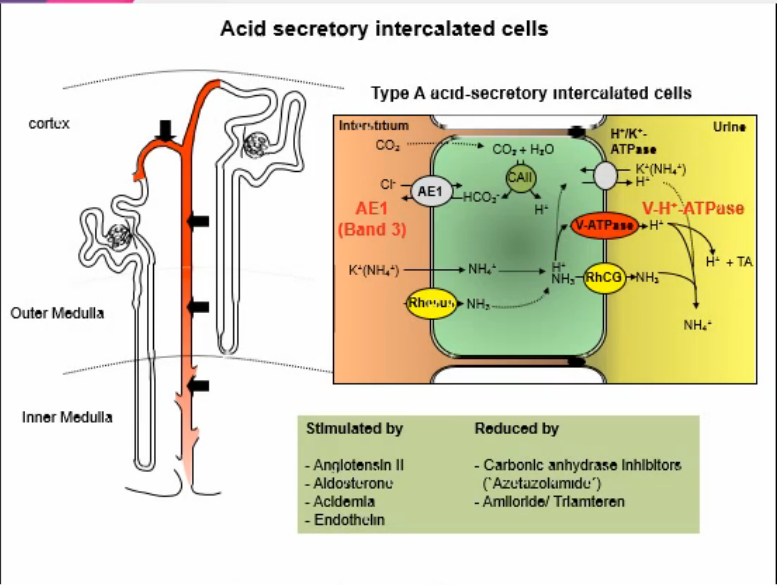 Acid secretory intercalated cells
Type A acid-secretory intercalated cells
cortex
Outer Medulla
Inner Medulla
Interstitium
Urine
CO₂
CO₂ + H₂O
H⁺/K⁺-
ATPase
K⁺(NH₄⁺)
H⁺
CAII
Cl⁻
AE1
HCO₃⁻
H⁺
AE1
(Band 3)
V-H⁺-ATPase
V-ATPase
H⁺
H⁺ + TA
K⁺(NH₄⁺)
NH₄⁺
H⁺
NH₃
RhCG
NH₃
Rhesus
NH₃
NH₄⁺
Stimulated by
- Angiotensin II
- Aldosterone
- Acidemia
- Endothelin
Reduced by
- Carbonic anhydrase inhibitors
(`Azetazolamide´)
- Amiloride/ Triamteren